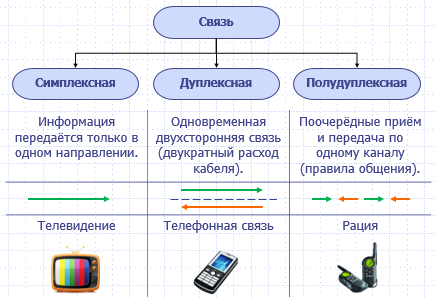 Связь
Симплексная
Дуплексная
Полудуплексная
Информация
передаётся только в
одном направлении.
Одновременная
двухсторонняя связь
(двукратный расход
кабеля).
Поочерёдные приём
и передача по
одному каналу
(правила общения).
Телевидение
Телефонная связь
Рация